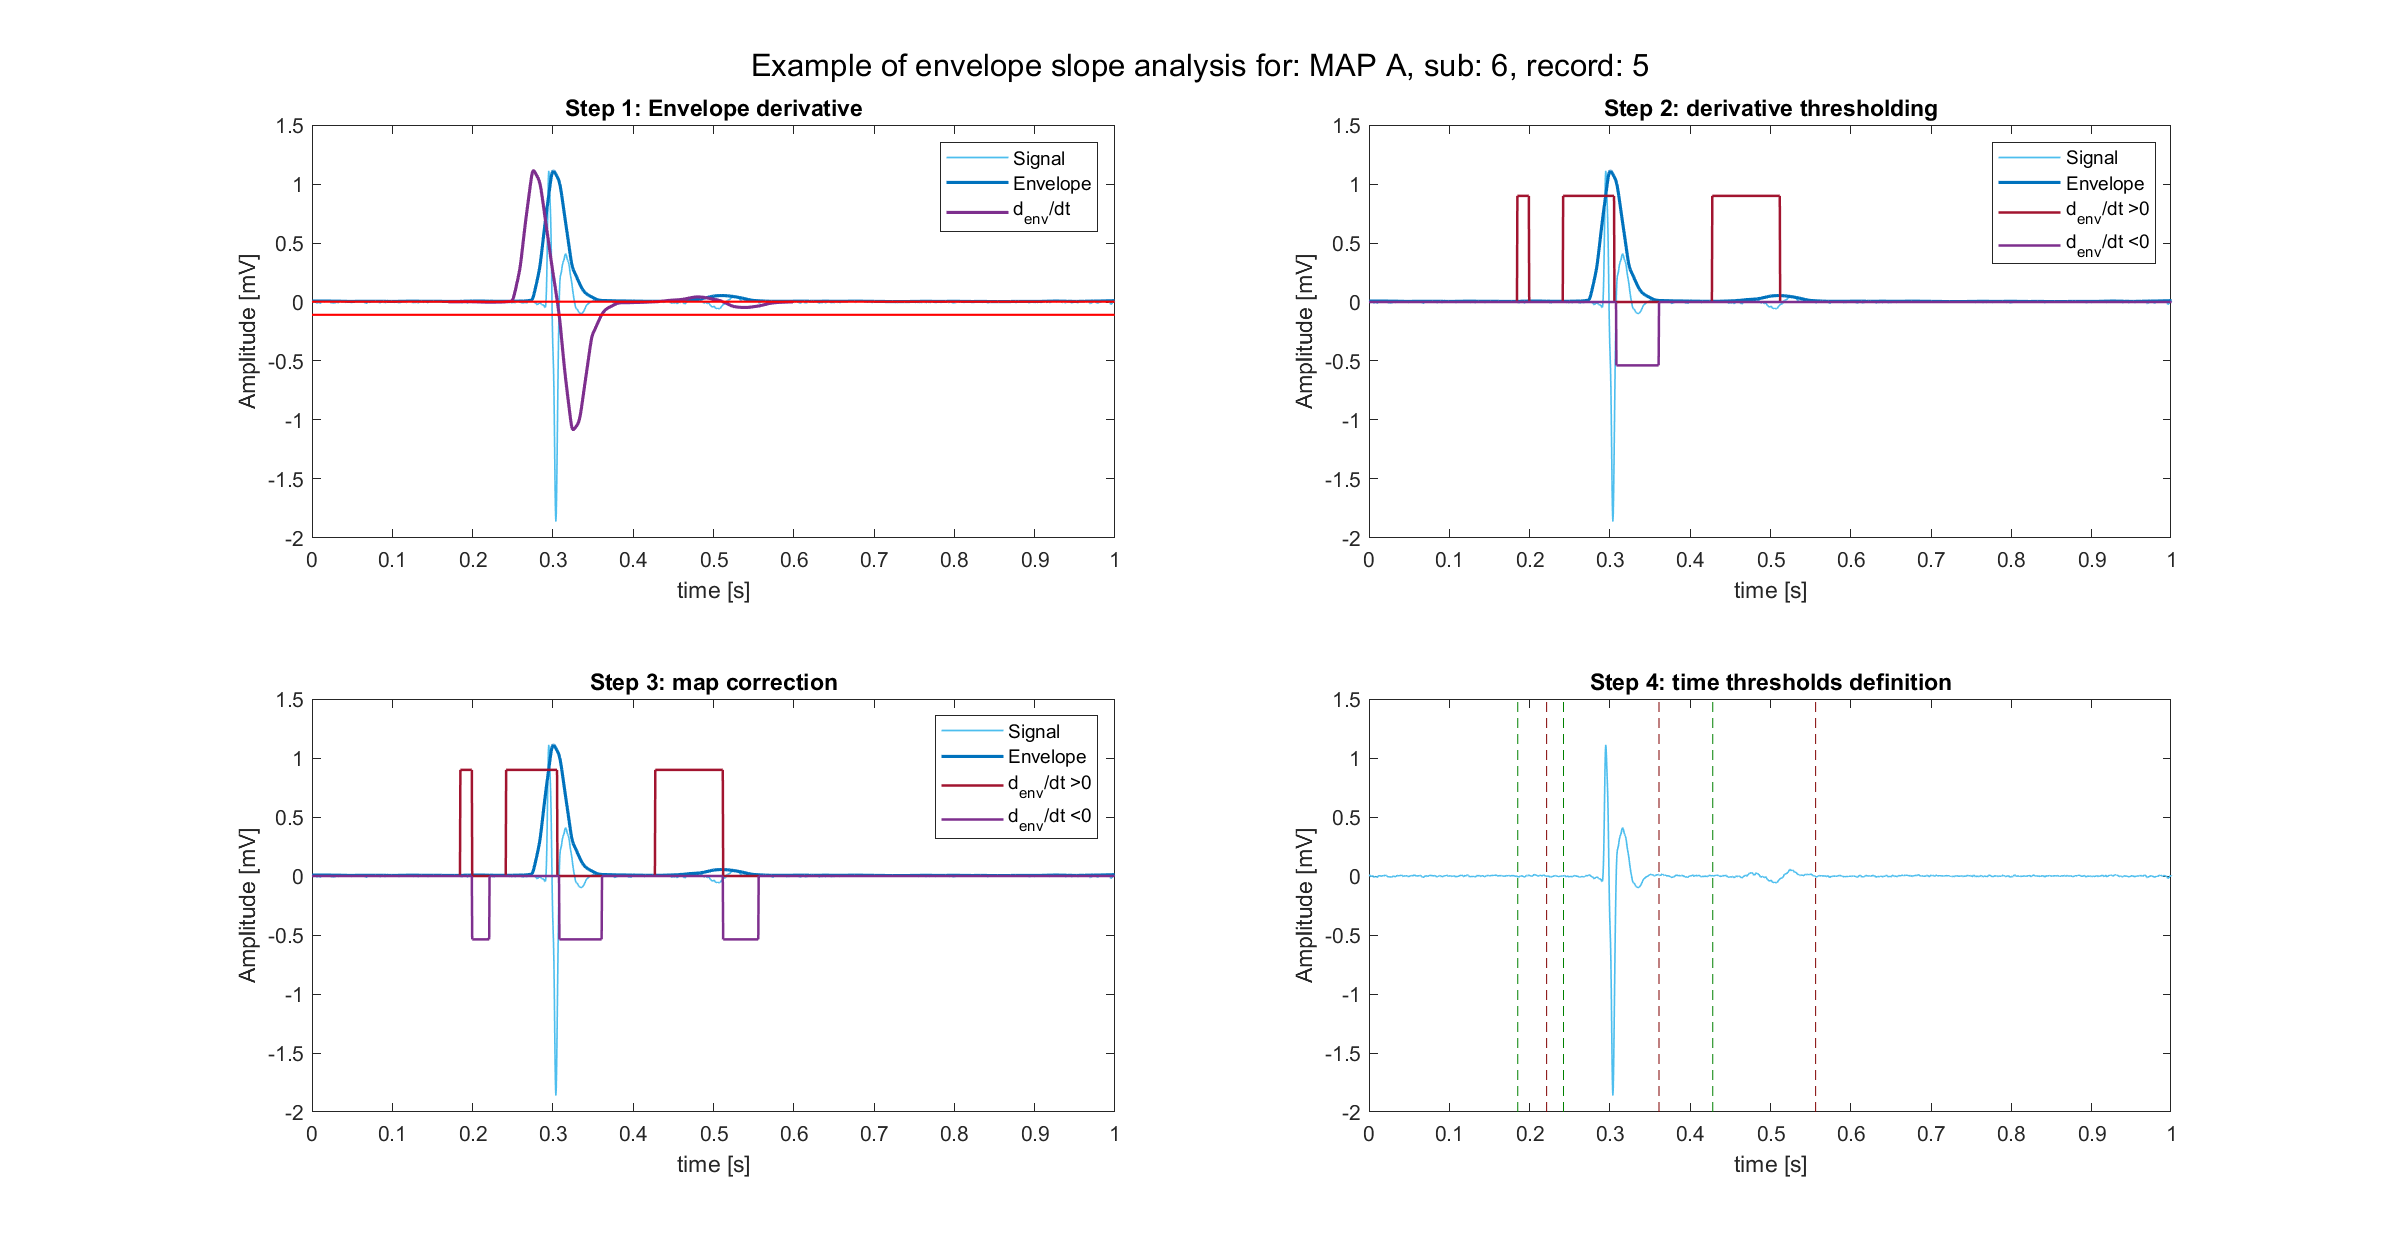 Example of envelope slope analysis for: MAP A, sub: 6, record: 5
Step 1: Envelope derivative
1.5
1
0.5
0
-0.5
-1
-1.5
-2
Amplitude [mV]
0 0.1 0.2 0.3 0.4 0.5 0.6 0.7 0.8 0.9 1
time [s]
Signal
Envelope
d_env/dt
Step 2: derivative thresholding
1.5
1
0.5
0
-0.5
-1
-1.5
-2
Amplitude [mV]
0 0.1 0.2 0.3 0.4 0.5 0.6 0.7 0.8 0.9 1
time [s]
Signal
Envelope
d_env/dt >0
d_env/dt <0
Step 3: map correction
1.5
1
0.5
0
-0.5
-1
-1.5
-2
Amplitude [mV]
0 0.1 0.2 0.3 0.4 0.5 0.6 0.7 0.8 0.9 1
time [s]
Signal
Envelope
d_env/dt >0
d_env/dt <0
Step 4: time thresholds definition
1.5
1
0.5
0
-0.5
-1
-1.5
-2
Amplitude [mV]
0 0.1 0.2 0.3 0.4 0.5 0.6 0.7 0.8 0.9 1
time [s]